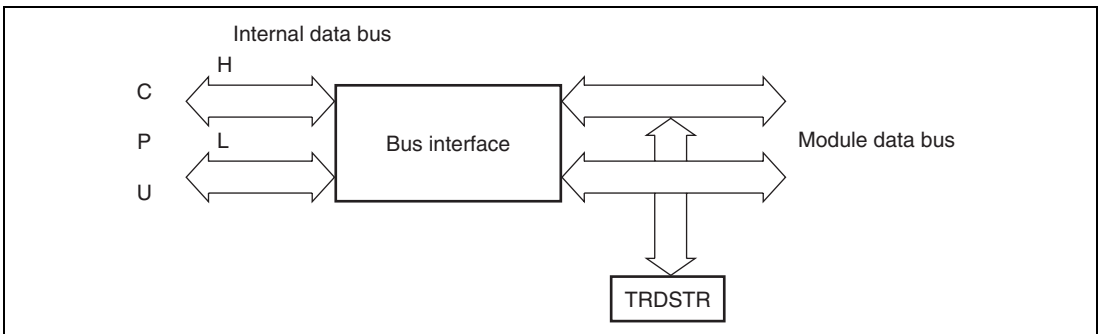 Internal data bus
H
C
P
L
Bus interface
Module data bus
U
TRDSTR